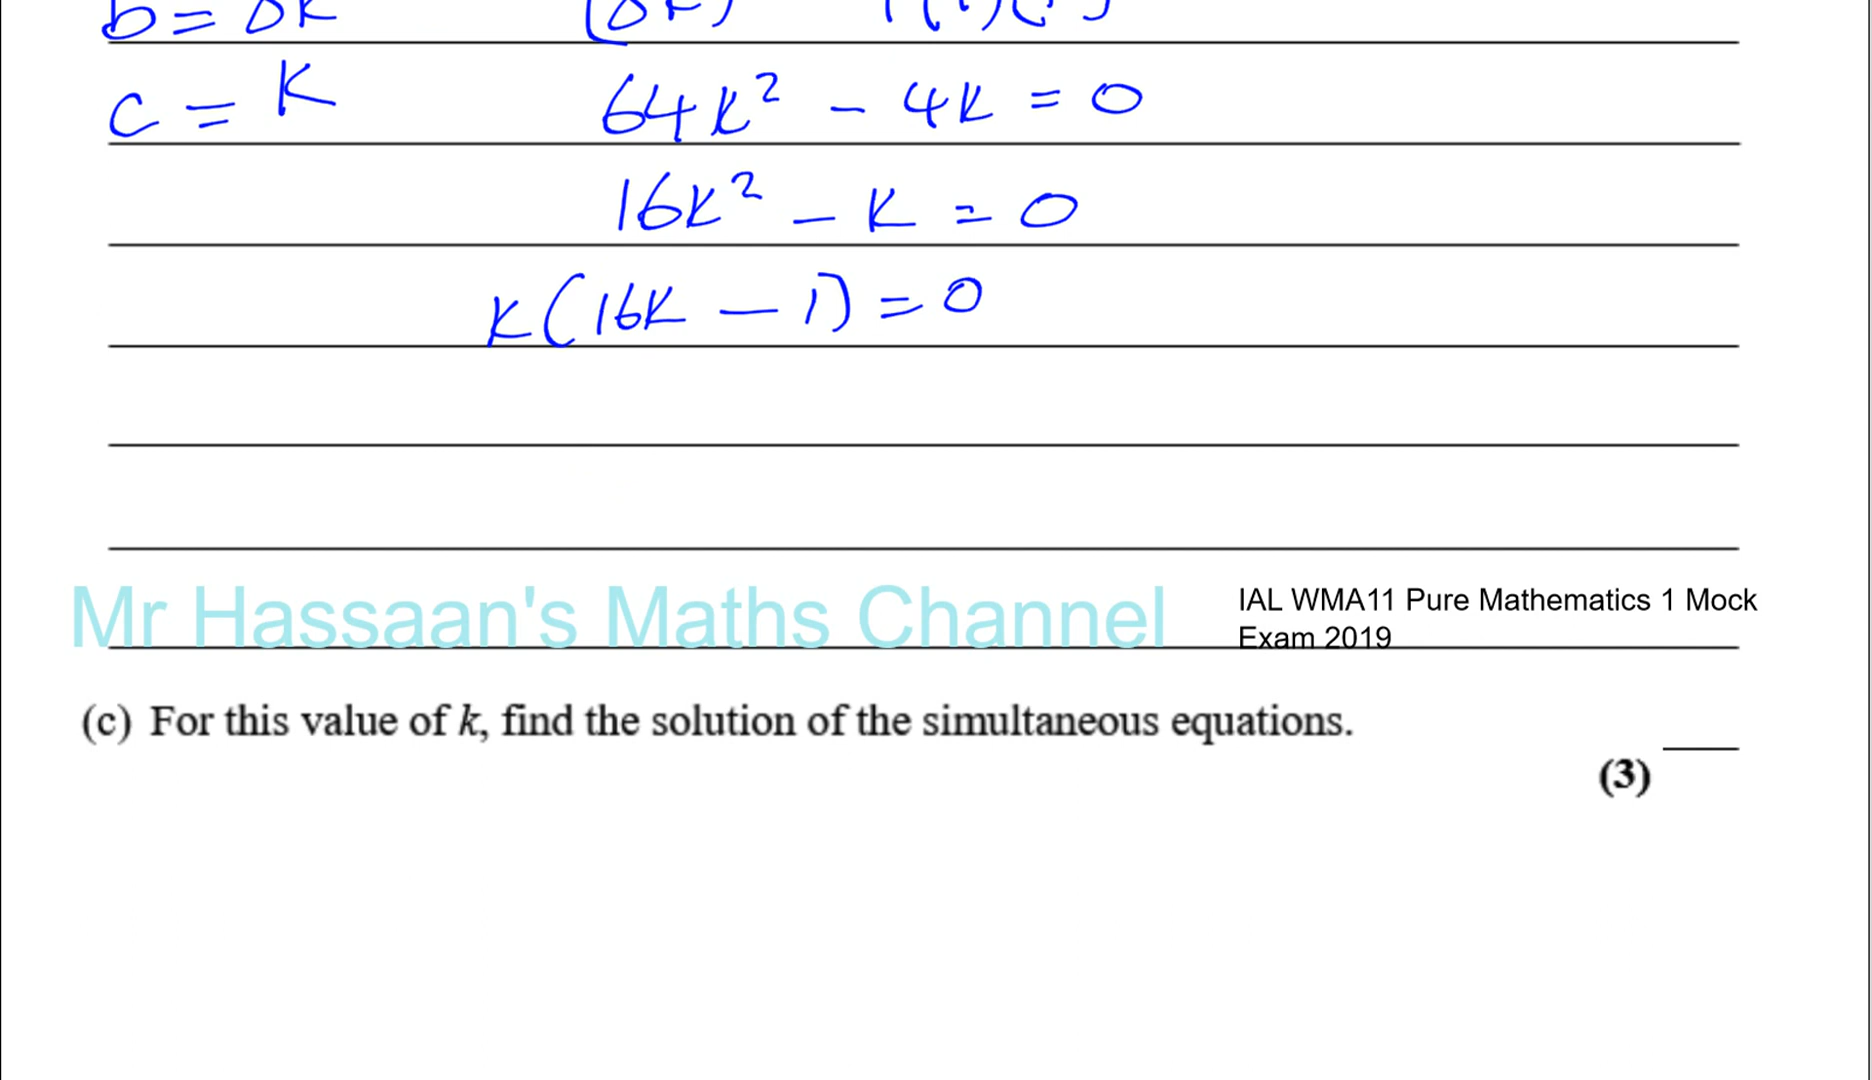 b = 8k
c = k 64k² - 4k = 0
16k² - k = 0
k(16k - 1) = 0
Mr Hassaan's Maths Channel
IAL WMA11 Pure Mathematics 1 Mock
Exam 2019
(c) For this value of k, find the solution of the simultaneous equations.
(3)